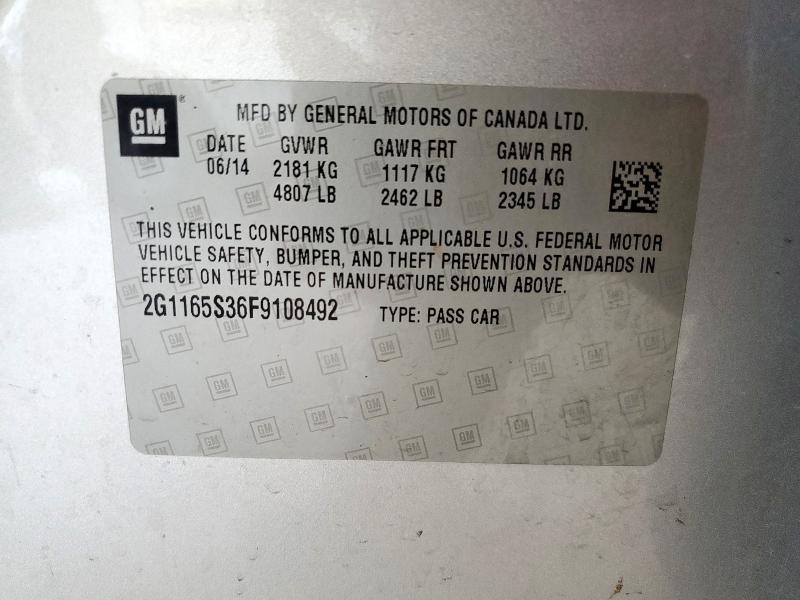 GM ® MFD BY GENERAL MOTORS OF CANADA LTD.
DATE GVWR GAWR FRT GAWR RR
06/14 2181 KG 1117 KG 1064 KG
4807 LB 2462 LB 2345 LB
THIS VEHICLE CONFORMS TO ALL APPLICABLE U.S. FEDERAL MOTOR
VEHICLE SAFETY, BUMPER, AND THEFT PREVENTION STANDARDS IN
EFFECT ON THE DATE OF MANUFACTURE SHOWN ABOVE.
2G1165S36F9108492 TYPE: PASS CAR